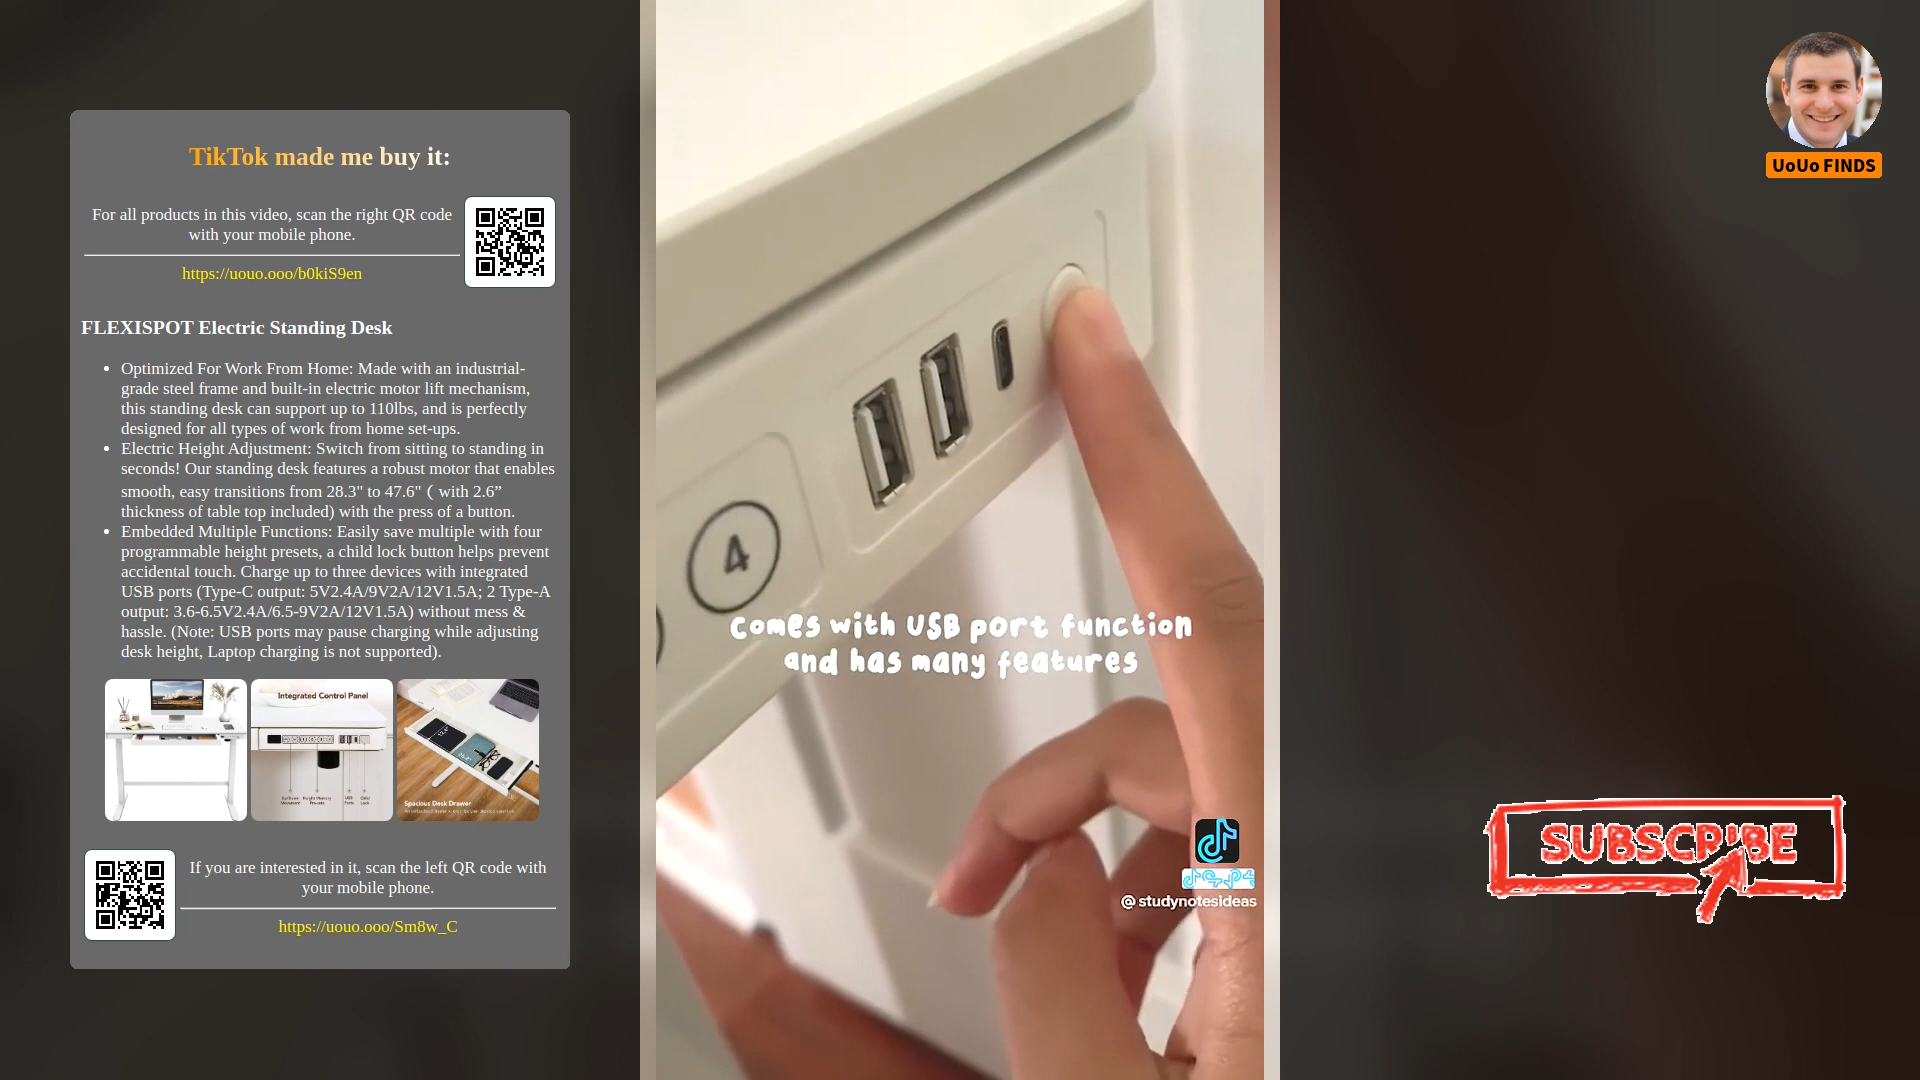 TikTok made me buy it:
For all products in this video, scan the right QR code
with your mobile phone.
https://uouo.ooo/b0kiS9en
FLEXISPOT Electric Standing Desk
Optimized For Work From Home: Made with an industrial-
grade steel frame and built-in electric motor lift mechanism,
this standing desk can support up to 110lbs, and is perfectly
designed for all types of work from home set-ups.
Electric Height Adjustment: Switch from sitting to standing in
seconds! Our standing desk features a robust motor that enables
smooth, easy transitions from 28.3" to 47.6"（ with 2.6”
thickness of table top included) with the press of a button.
Embedded Multiple Functions: Easily save multiple with four
programmable height presets, a child lock button helps prevent
accidental touch. Charge up to three devices with integrated
USB ports (Type-C output: 5V2.4A/9V2A/12V1.5A; 2 Type-A
output: 3.6-6.5V2.4A/6.5-9V2A/12V1.5A) without mess &
hassle. (Note: USB ports may pause charging while adjusting
desk height, Laptop charging is not supported).
Integrated Control Panel
Spacious Desk Drawer
If you are interested in it, scan the left QR code with
your mobile phone.
https://uouo.ooo/Sm8w_C
4
Comes with USB port function
and has many features
@studynotesideas
UoUo FINDS
SUBSCRIBE